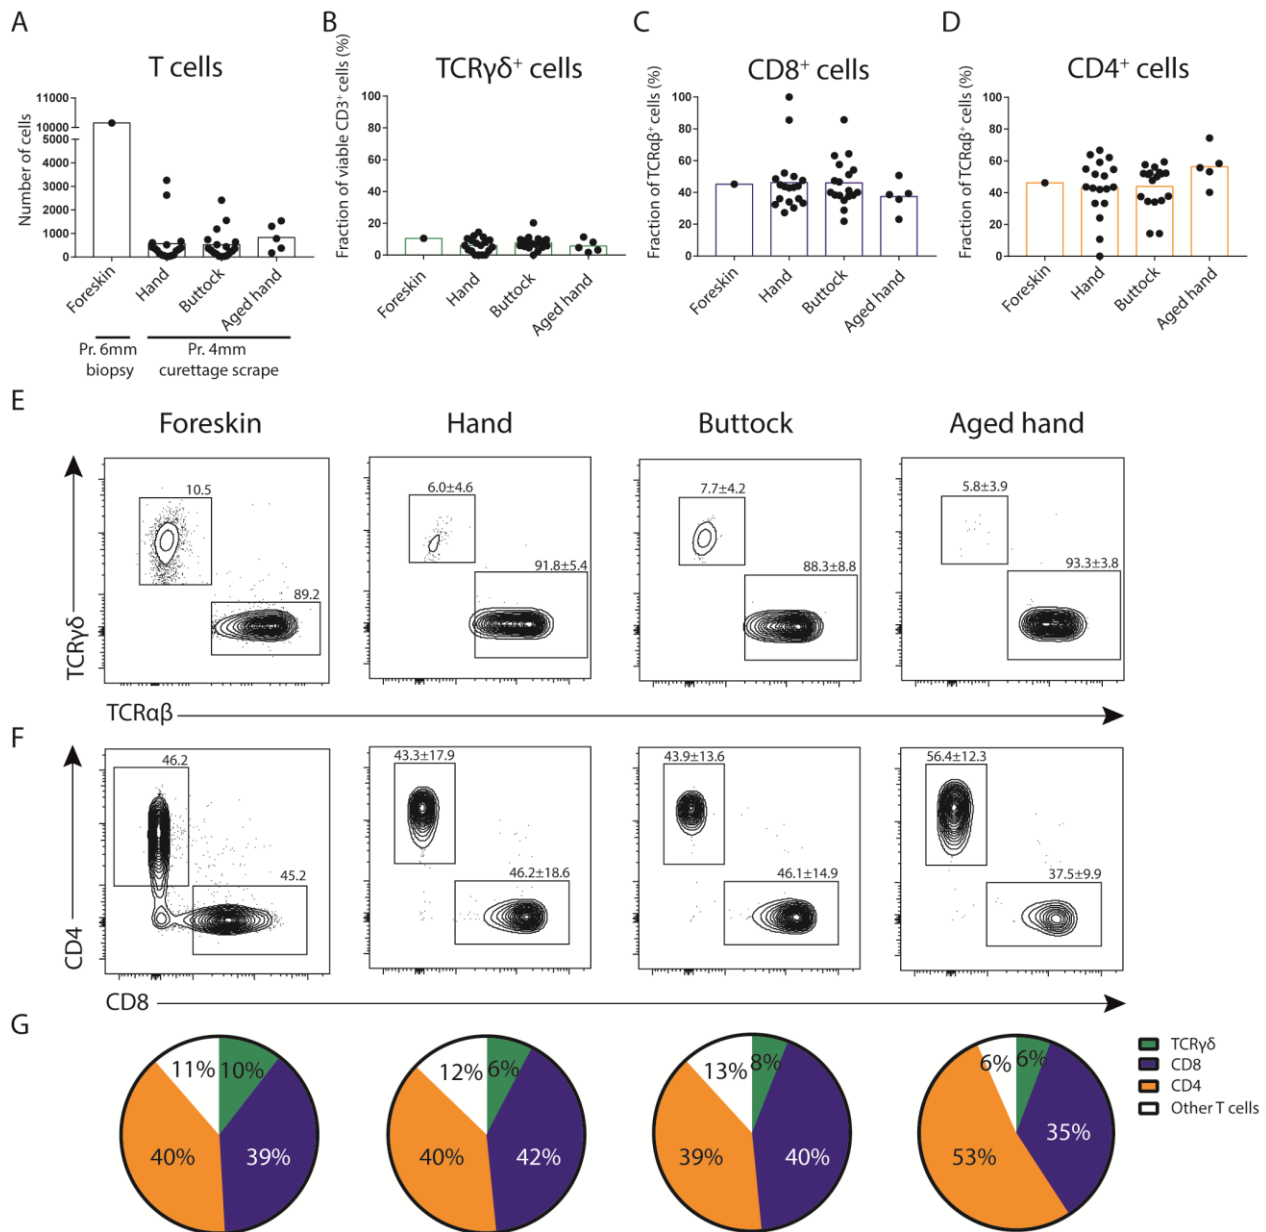 A
B
C
D
T cells
TCRγδ⁺ cells
CD8⁺ cells
CD4⁺ cells
Number of cells
11000
10000
5000
4000
3000
2000
1000
0
Foreskin
Hand
Buttock
Aged hand
Pr. 6mm
biopsy
Pr. 4mm
curettage scrape
Fraction of viable CD3⁺ cells (%)
100
80
60
40
20
0
Foreskin
Hand
Buttock
Aged hand
Fraction of TCRαβ⁺ cells (%)
100
80
60
40
20
0
Foreskin
Hand
Buttock
Aged hand
Fraction of TCRαβ⁺ cells (%)
100
80
60
40
20
0
Foreskin
Hand
Buttock
Aged hand
E
Foreskin
Hand
Buttock
Aged hand
TCRγδ
10.5
89.2
6.0±4.6
91.8±5.4
7.7±4.2
88.3±8.8
5.8±3.9
93.3±3.8
TCRαβ
F
CD4
46.2
45.2
43.3±17.9
46.2±18.6
43.9±13.6
46.1±14.9
56.4±12.3
37.5±9.9
CD8
G
11%
10%
40%
39%
12%
6%
40%
42%
13%
8%
39%
40%
6%
6%
53%
35%
TCRγδ
CD8
CD4
Other T cells